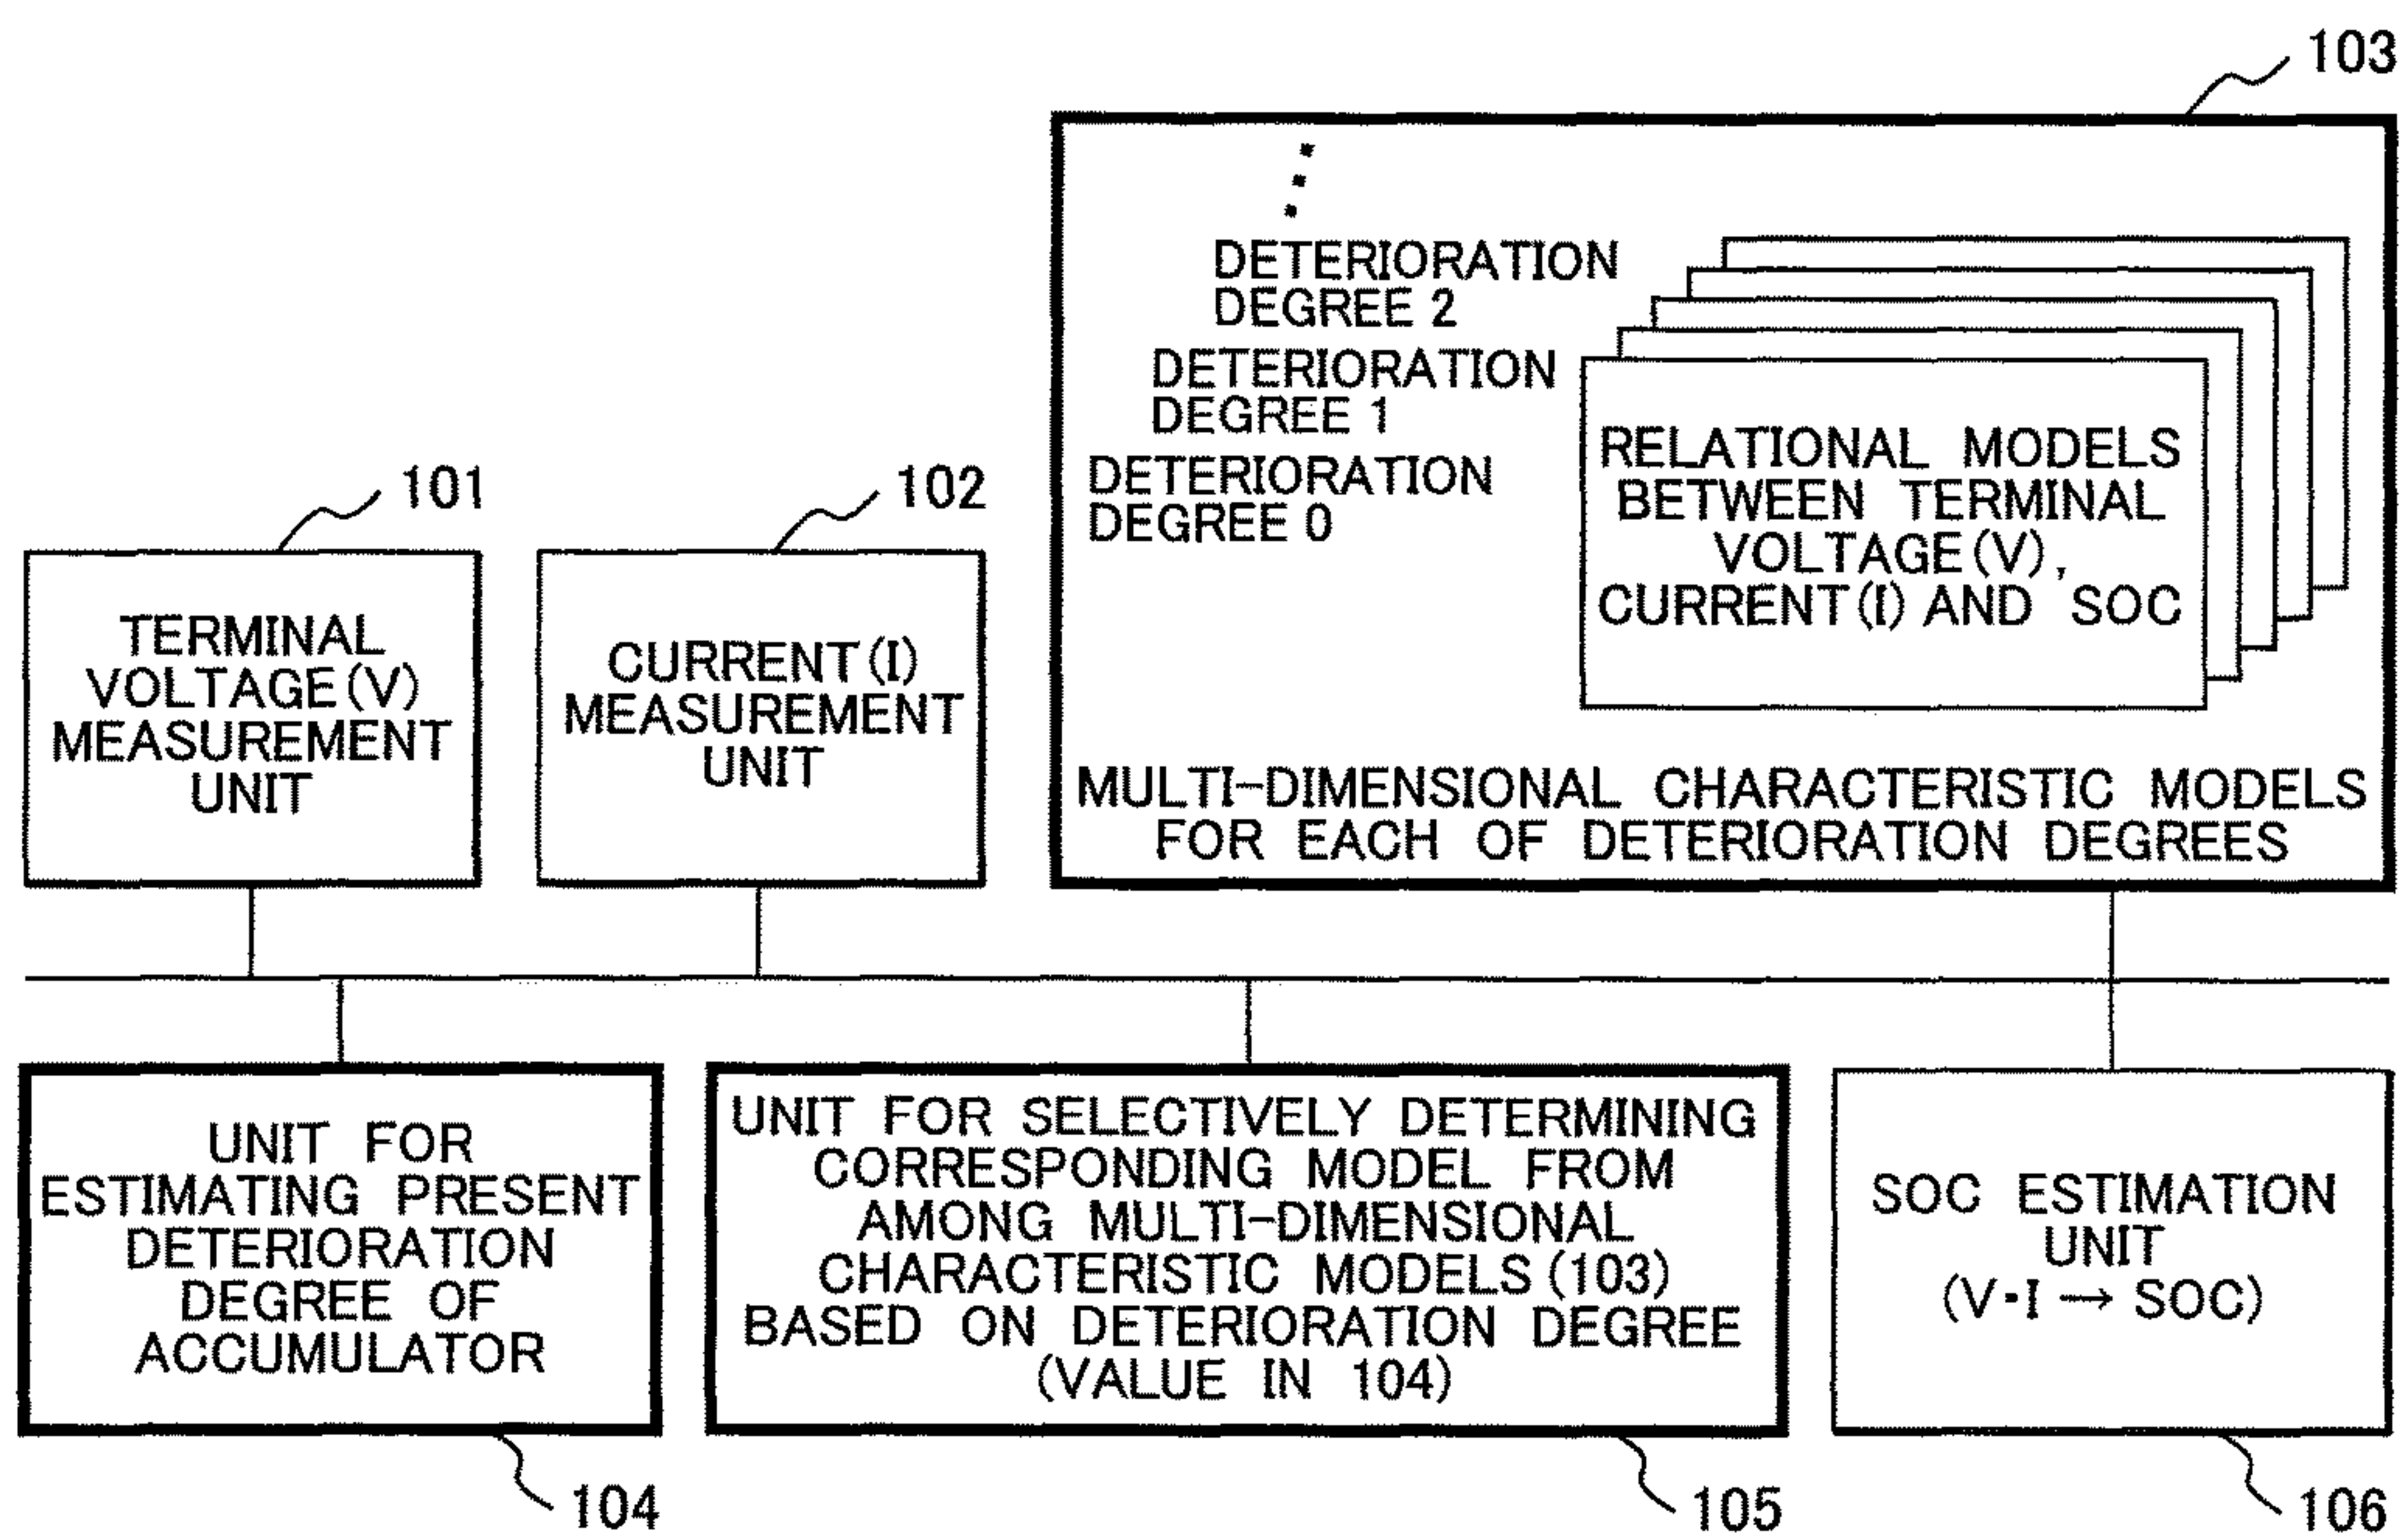 103
DETERIORATION
DEGREE 2
DETERIORATION
DEGREE 1
DETERIORATION
DEGREE 0
RELATIONAL MODELS
BETWEEN TERMINAL
VOLTAGE(V),
CURRENT(I) AND SOC
MULTI-DIMENSIONAL CHARACTERISTIC MODELS
FOR EACH OF DETERIORATION DEGREES
101
TERMINAL
VOLTAGE(V)
MEASUREMENT
UNIT
102
CURRENT(I)
MEASUREMENT
UNIT
UNIT FOR
ESTIMATING PRESENT
DETERIORATION
DEGREE OF
ACCUMULATOR
104
UNIT FOR SELECTIVELY DETERMINING
CORRESPONDING MODEL FROM
AMONG MULTI-DIMENSIONAL
CHARACTERISTIC MODELS(103)
BASED ON DETERIORATION DEGREE
(VALUE IN 104)
105
SOC ESTIMATION
UNIT
(V・I → SOC)
106